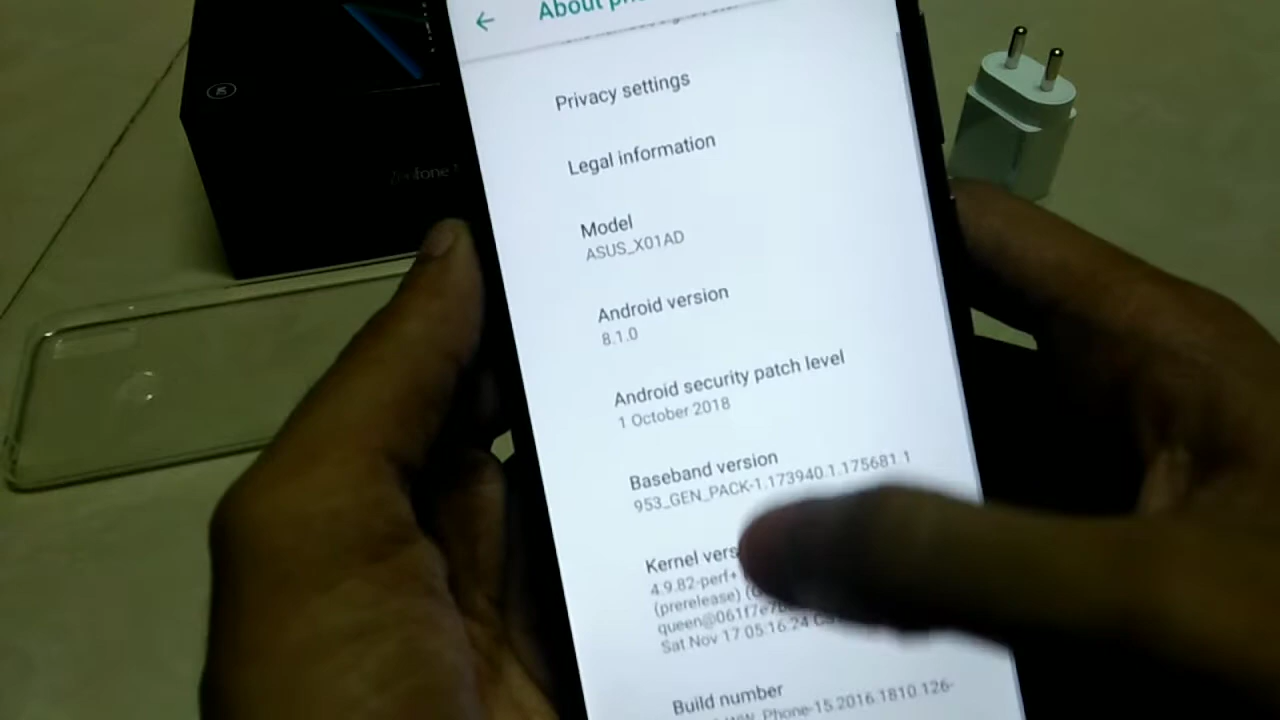 About
Privacy settings
Legal information
Model
ASUS_X01AD
Android version
8.1.0
Android security patch level
1 October 2018
Baseband version
953_GEN_PACK-1.173940.1.175681.1
Kernel
4.9.82-perf+
(prerelease)
Sat Nov 17 05:16:24
Build number
Phone-15.2016.1810.126-